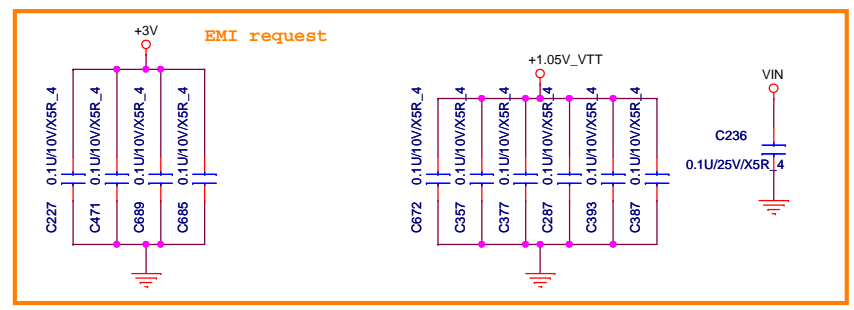 +3V
EMI request
0.1U/10V/X5R_4
0.1U/10V/X5R_4
0.1U/10V/X5R_4
0.1U/10V/X5R_4
C227
C471
C689
C685
+1.05V_VTT
0.1U/10V/X5R_4
0.1U/10V/X5R_4
0.1U/10V/X5R_4
0.1U/10V/X5R_4
0.1U/10V/X5R_4
0.1U/10V/X5R_4
C672
C357
C377
C287
C393
C387
VIN
C236
0.1U/25V/X5R_4